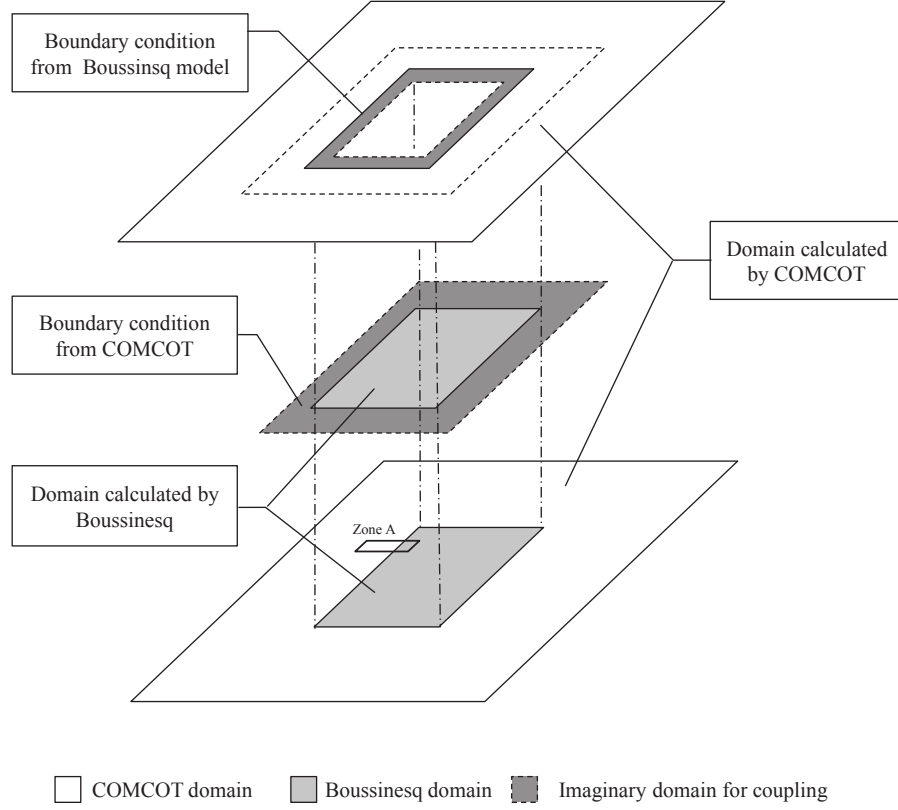 Boundary condition
from Boussinsq model
Domain calculated
by COMCOT
Boundary condition
from COMCOT
Domain calculated by
Boussinesq
Zone A
COMCOT domain
Boussinesq domain
Imaginary domain for coupling